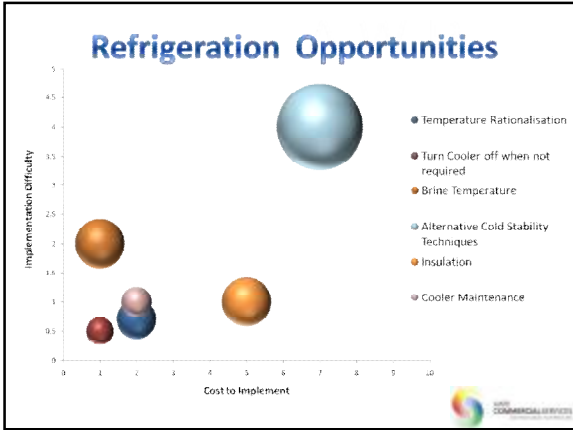 Refrigeration Opportunities
5
4.5
4
3.5
3
2.5
2
1.5
1
0.5
0
Implementation Difficulty
0 1 2 3 4 5 6 7 8 9 10
Cost to Implement
Temperature Rationalisation
Turn Cooler off when not
required
Brine Temperature
Alternative Cold Stability
Techniques
Insulation
Cooler Maintenance
COMMERCIALSERVICES